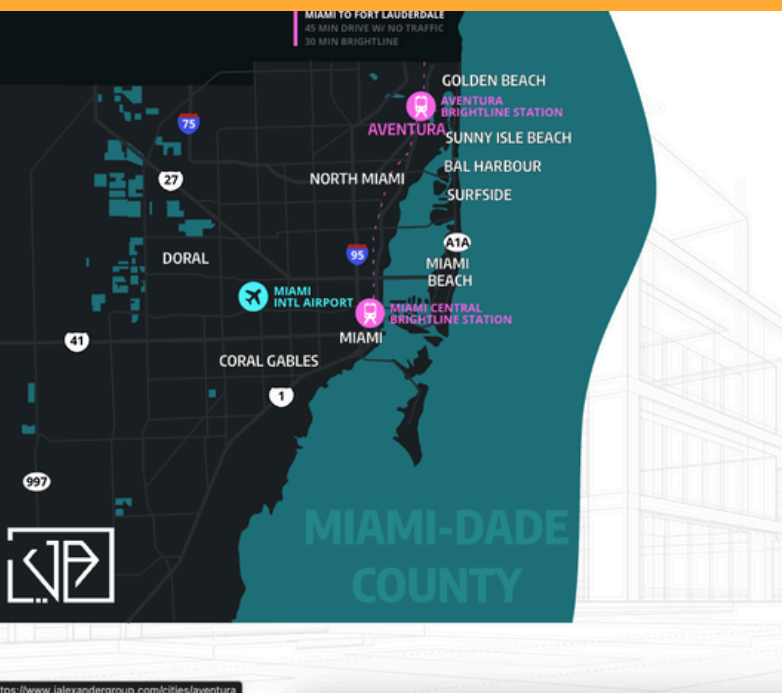 MIAMI TO FORT LAUDERDALE
45 MIN DRIVE W/ NO TRAFFIC
30 MIN BRIGHTLINE
GOLDEN BEACH
AVENTURA
BRIGHTLINE STATION
75
AVENTURA
SUNNY ISLE BEACH
BAL HARBOUR
27
NORTH MIAMI
SURFSIDE
A1A
95
DORAL
MIAMI
BEACH
MIAMI
INTL AIRPORT
MIAMI CENTRAL
BRIGHTLINE STATION
41
MIAMI
CORAL GABLES
1
997
MIAMI-DADE
COUNTY
JA
tps://www.jalexandergroup.com/cities/aventura